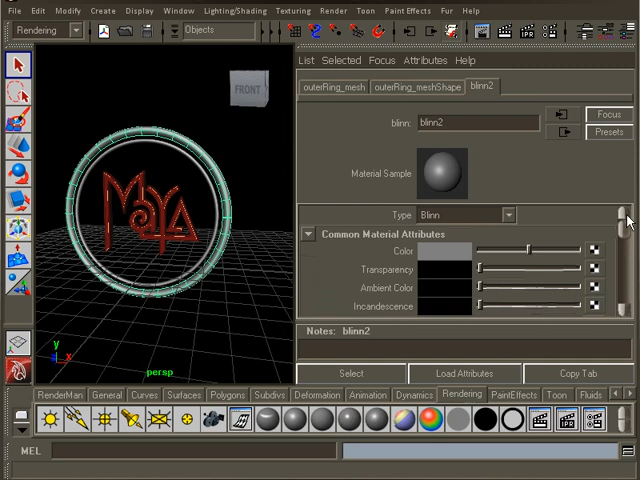 File Edit Modify Create Display Window Lighting/Shading Texturing Render Toon Paint Effects Fur Help
Rendering Objects
List Selected Focus Attributes Help
outerRing_mesh outerRing_meshShape blinn2
FRONT
blinn: blinn2 Focus
Presets
Material Sample
MAYA
Type Blinn
Common Material Attributes
Color
Transparency
Ambient Color
Incandescence
Notes: blinn2
y
x
persp
Select Load Attributes Copy Tab
RenderMan General Curves Surfaces Polygons Subdivs Deformation Animation Dynamics Rendering PaintEffects Toon Fluids
IPR
MEL